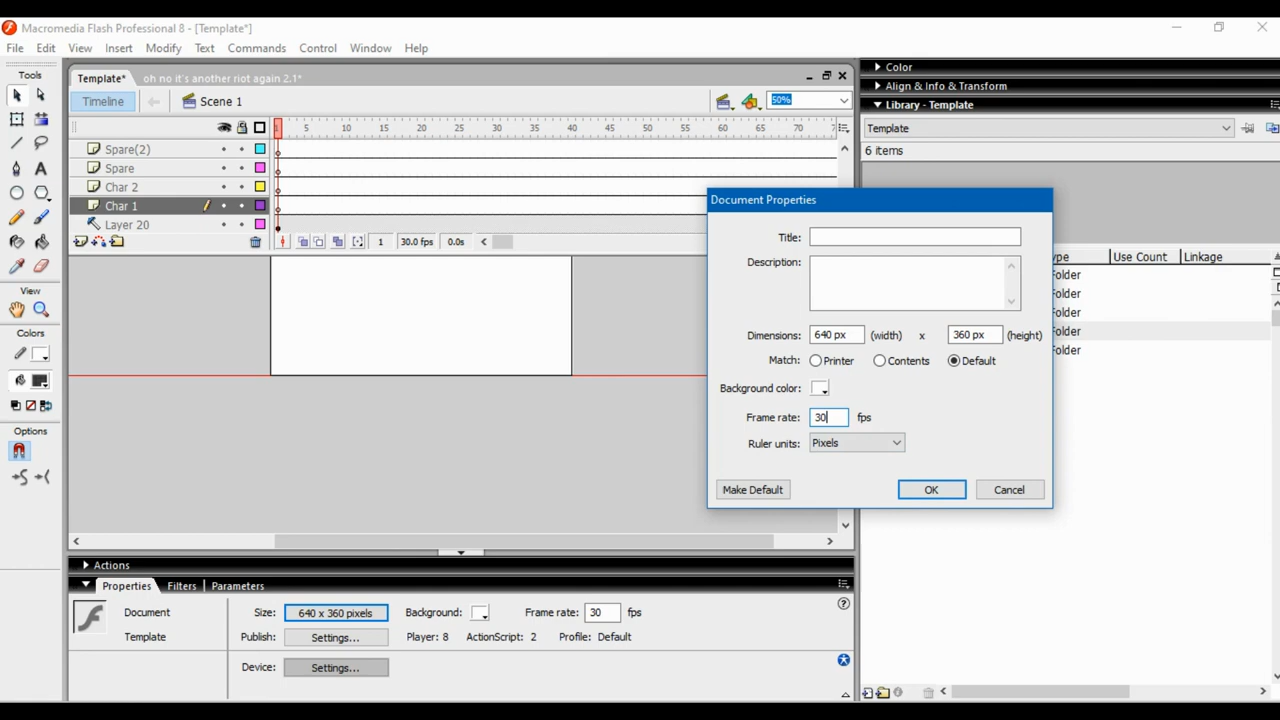 Macromedia Flash Professional 8 - [Template*]
File Edit View Insert Modify Text Commands Control Window Help
Tools
Template* oh no it's another riot again 2.1*
Timeline Scene 1 50%
1 5 10 15 20 25 30 35 40 45 50 55 60 65 70
Spare(2)
Spare
Char 2
Char 1
Layer 20
1 30.0 fps 0.0s
View
Colors
Options
Color
Align & Info & Transform
Library - Template
Template
6 items
ype Use Count Linkage
Folder
Folder
Folder
Folder
Folder
Document Properties
Title:
Description:
Dimensions: 640 px (width) x 360 px (height)
Match: Printer Contents Default
Background color:
Frame rate: 30 fps
Ruler units: Pixels
Make Default OK Cancel
Actions
Properties Filters Parameters
Document Size: 640 x 360 pixels Background: Frame rate: 30 fps
Template Publish: Settings... Player: 8 ActionScript: 2 Profile: Default
Device: Settings...